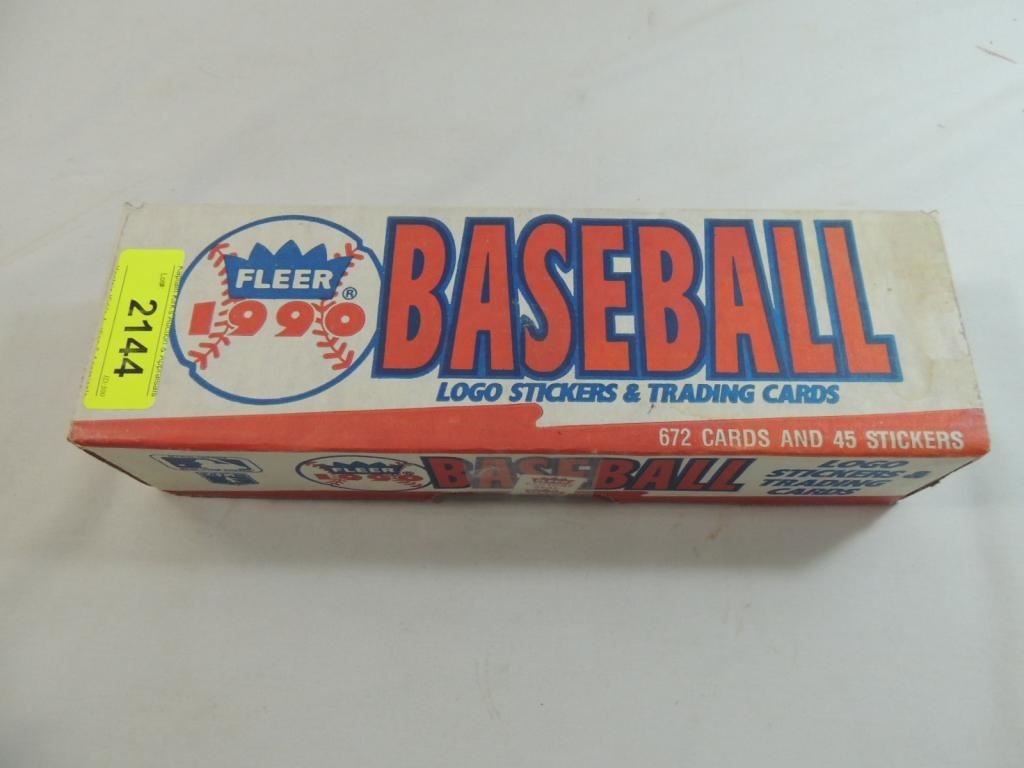 FLEER ®
1990
BASEBALL
LOGO STICKERS & TRADING CARDS
672 CARDS AND 45 STICKERS
Lot:
2144
FLEER
1990
BASEBALL
LOGO
STICKERS &
TRADING
CARDS